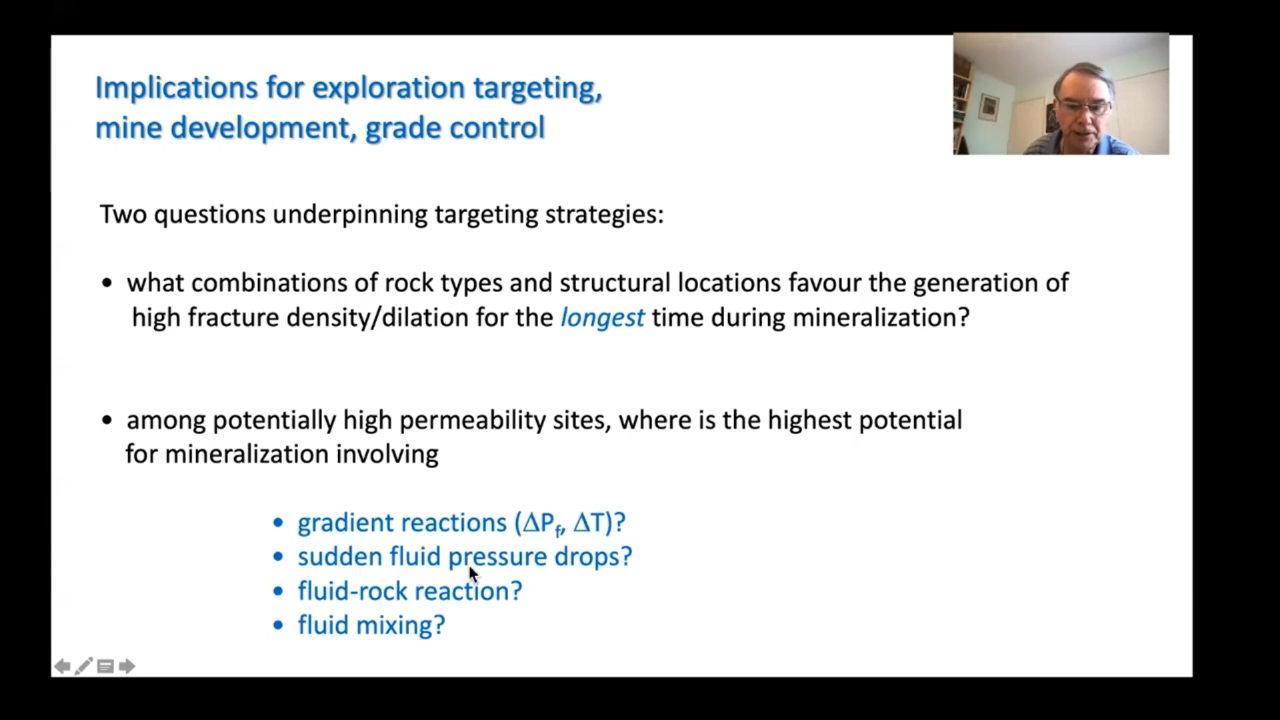 Implications for exploration targeting,
mine development, grade control
Two questions underpinning targeting strategies:
• what combinations of rock types and structural locations favour the generation of
high fracture density/dilation for the longest time during mineralization?
• among potentially high permeability sites, where is the highest potential
for mineralization involving
• gradient reactions (ΔPf, ΔT)?
• sudden fluid pressure drops?
• fluid-rock reaction?
• fluid mixing?